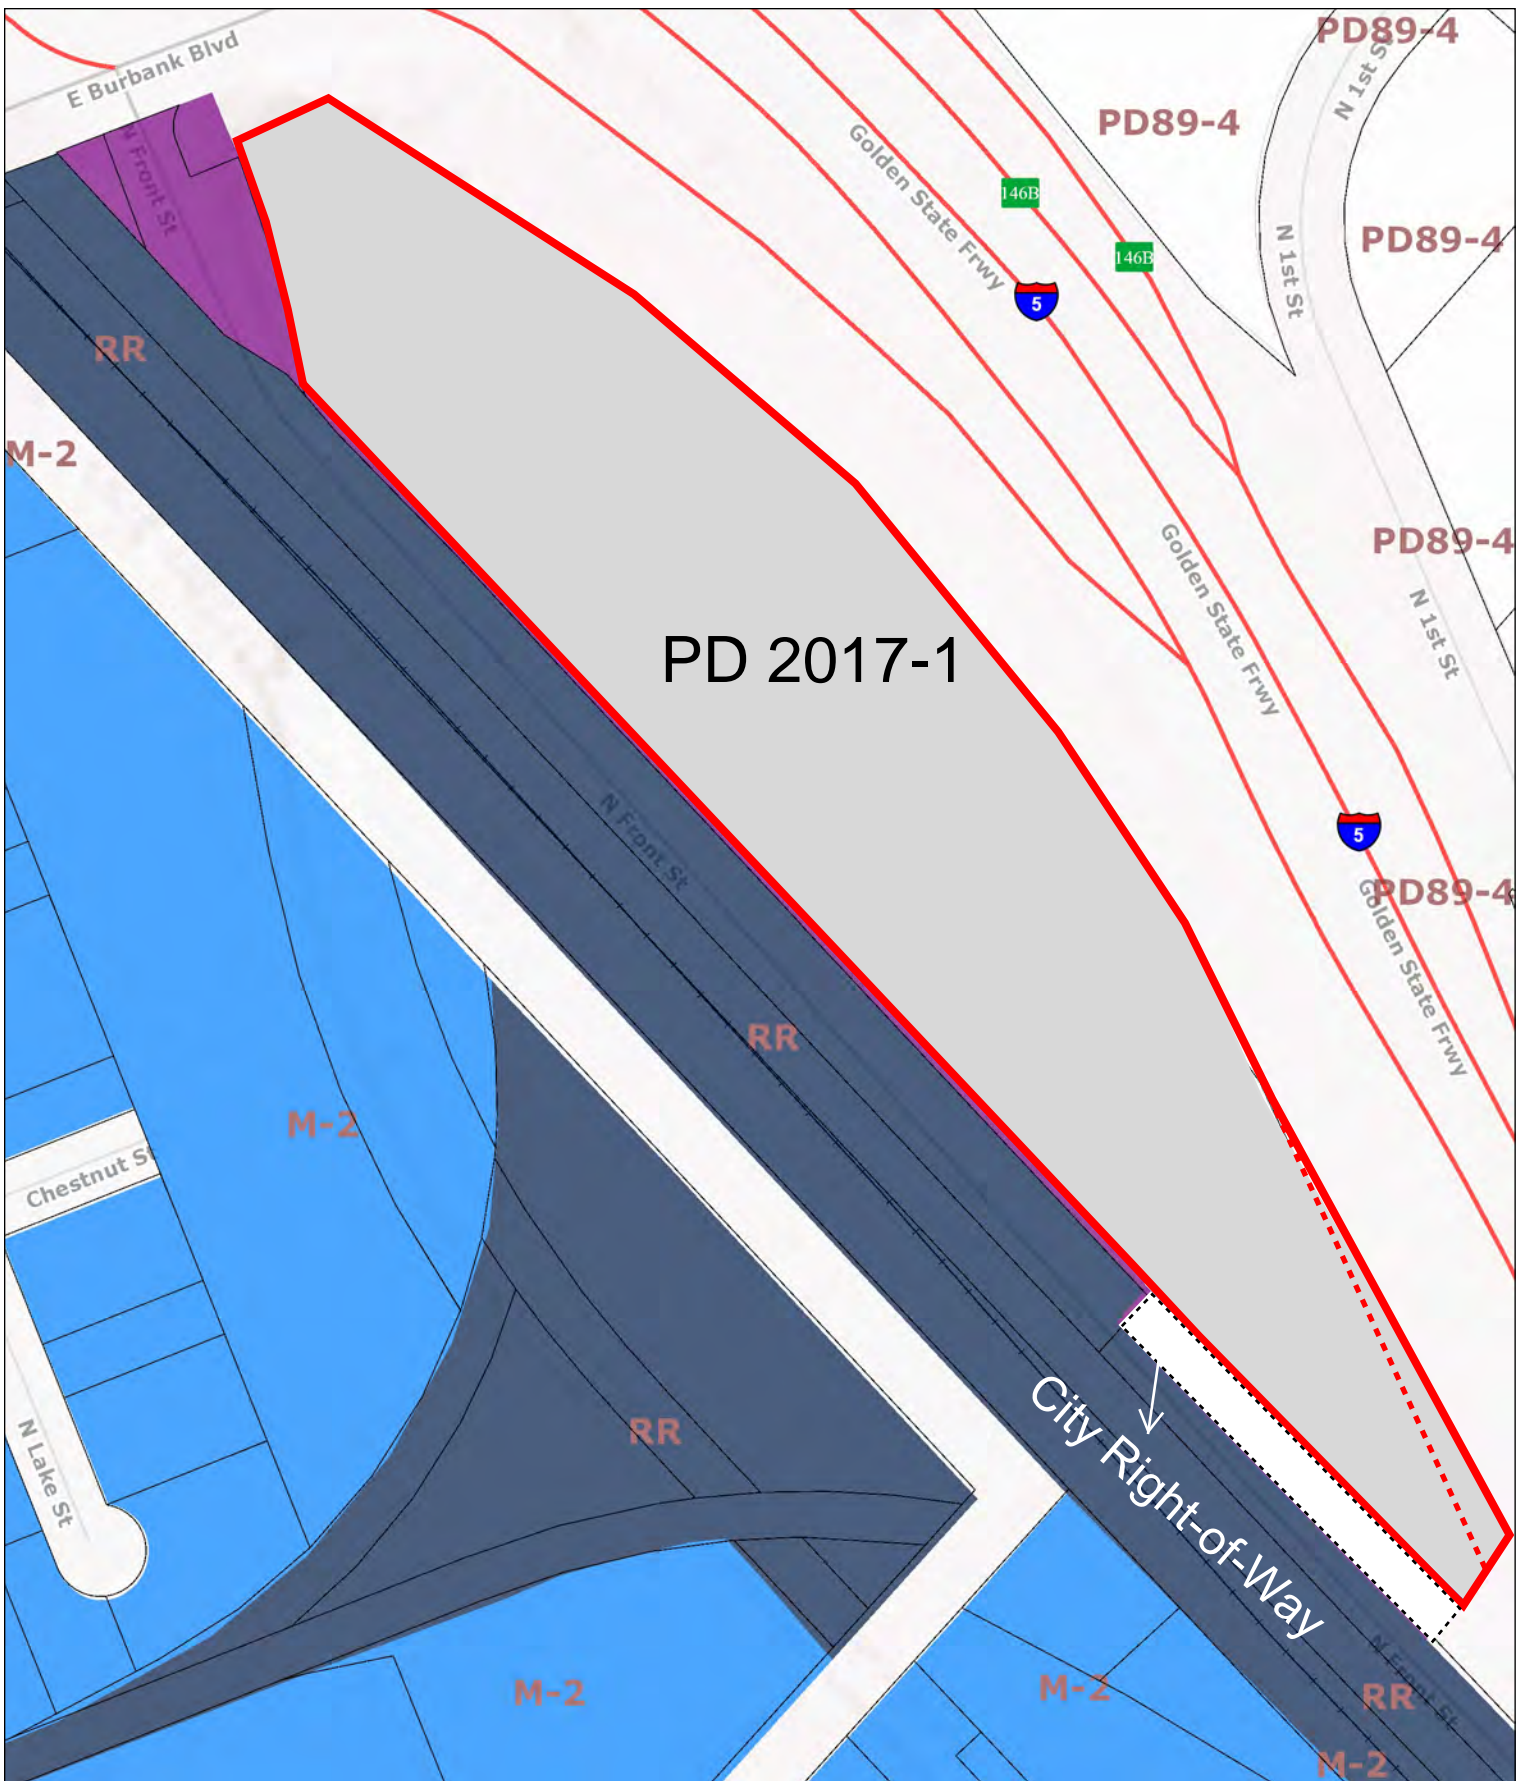 PD89-4
E Burbank Blvd
N 1st St
PD89-4
Golden State Frwy
146B
N Front St
PD89-4
N 1st St
146B
5
RR
M-2
PD89-4
Golden State Frwy
N 1st St
PD 2017-1
N Front St
5
PD89-4
Golden State Frwy
RR
M-2
Chestnut St
City Right-of-Way
RR
N Lake St
N Front St
M-2
M-2
RR
M-2